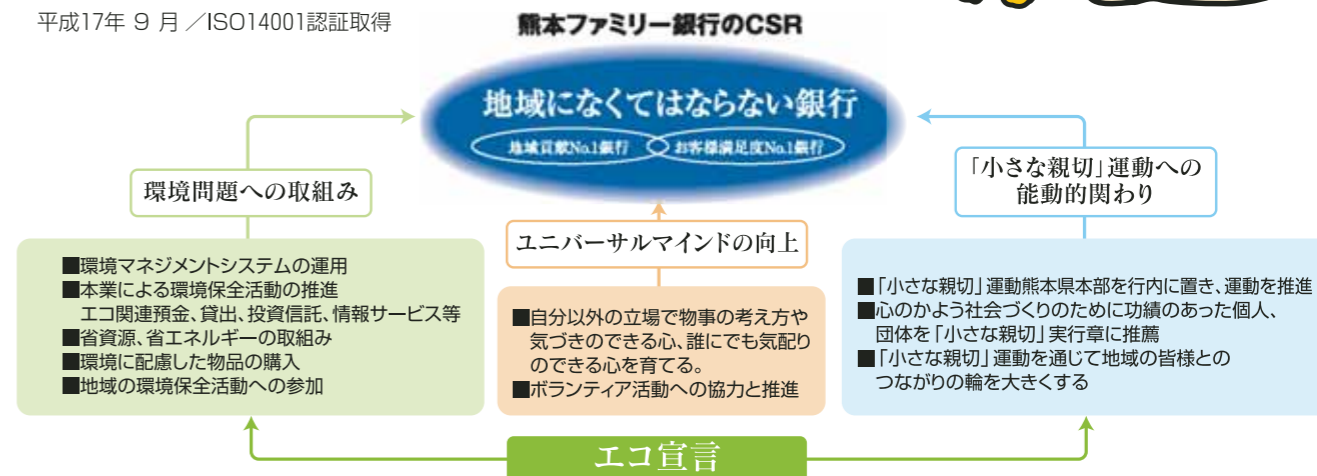 平成17年 9 月／ISO14001認証取得
熊本ファミリー銀行のCSR
地域になくてはならない銀行
地域貢献No.1銀行
お客様満足度No.1銀行
環境問題への取組み
■環境マネジメントシステムの運用
■本業による環境保全活動の推進
エコ関連預金、貸出、投資信託、情報サービス等
■省資源、省エネルギーの取組み
■環境に配慮した物品の購入
■地域の環境保全活動への参加
ユニバーサルマインドの向上
■自分以外の立場で物事の考え方や
気づきのできる心、誰にでも気配り
のできる心を育てる。
■ボランティア活動への協力と推進
「小さな親切」運動への
能動的関わり
■「小さな親切」運動熊本県本部を行内に置き、運動を推進
■心のかよう社会づくりのために功績のあった個人、
団体を「小さな親切」実行章に推薦
■「小さな親切」運動を通じて地域の皆様との
つながりの輪を大きくする
エコ宣言